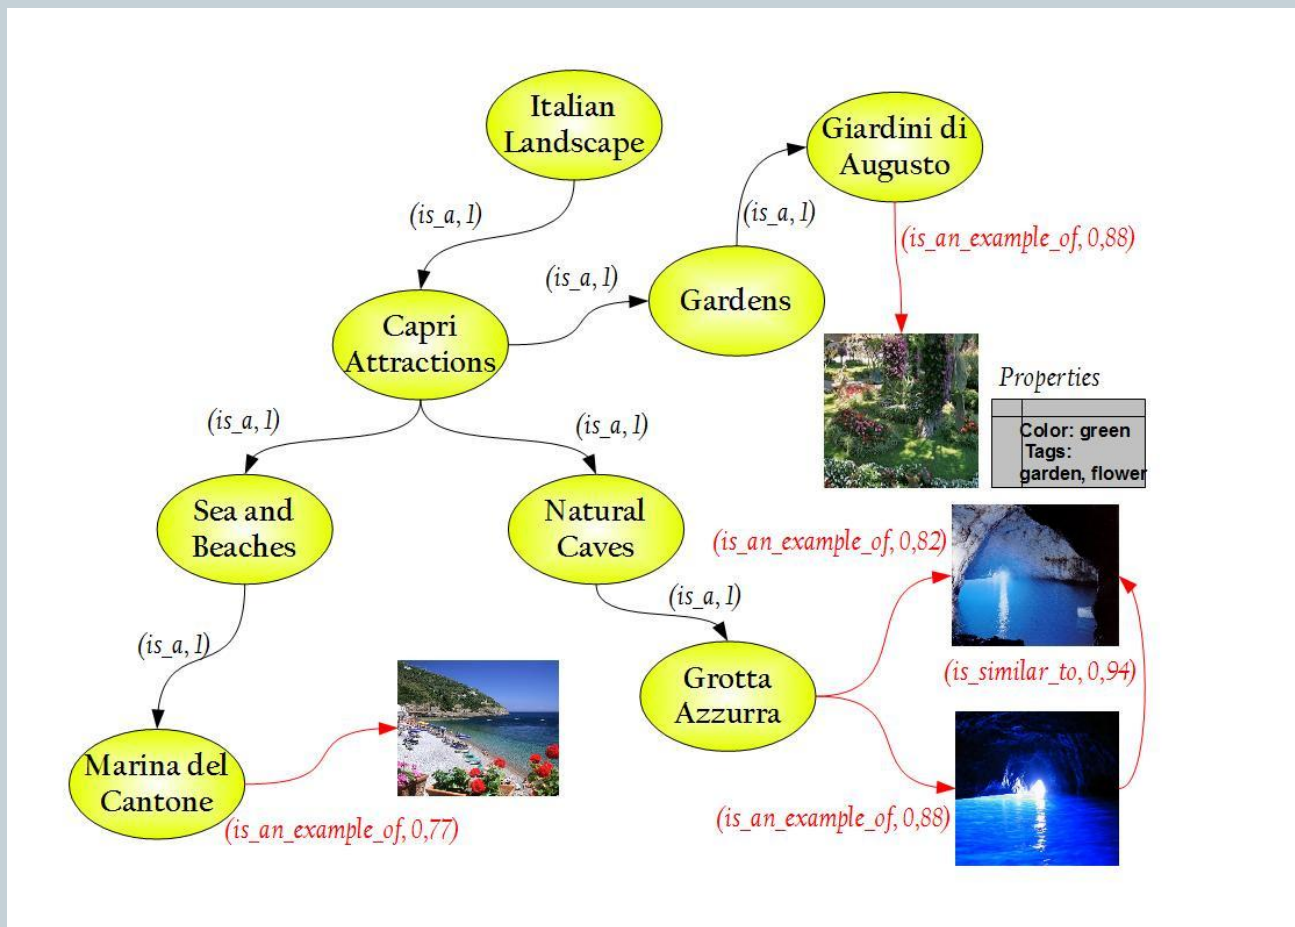 Italian
Landscape
Giardini di
Augusto
(is_a, 1)
(is_a, 1)
(is_an_example_of, 0,88)
(is_a, 1)
Gardens
Capri
Attractions
Properties
Color: green
Tags:
garden, flower
(is_a, 1)
(is_a, 1)
Sea and
Beaches
Natural
Caves
(is_an_example_of, 0,82)
(is_a, 1)
(is_a, 1)
(is_similar_to, 0,94)
Grotta
Azzurra
Marina del
Cantone
(is_an_example_of, 0,77)
(is_an_example_of, 0,88)